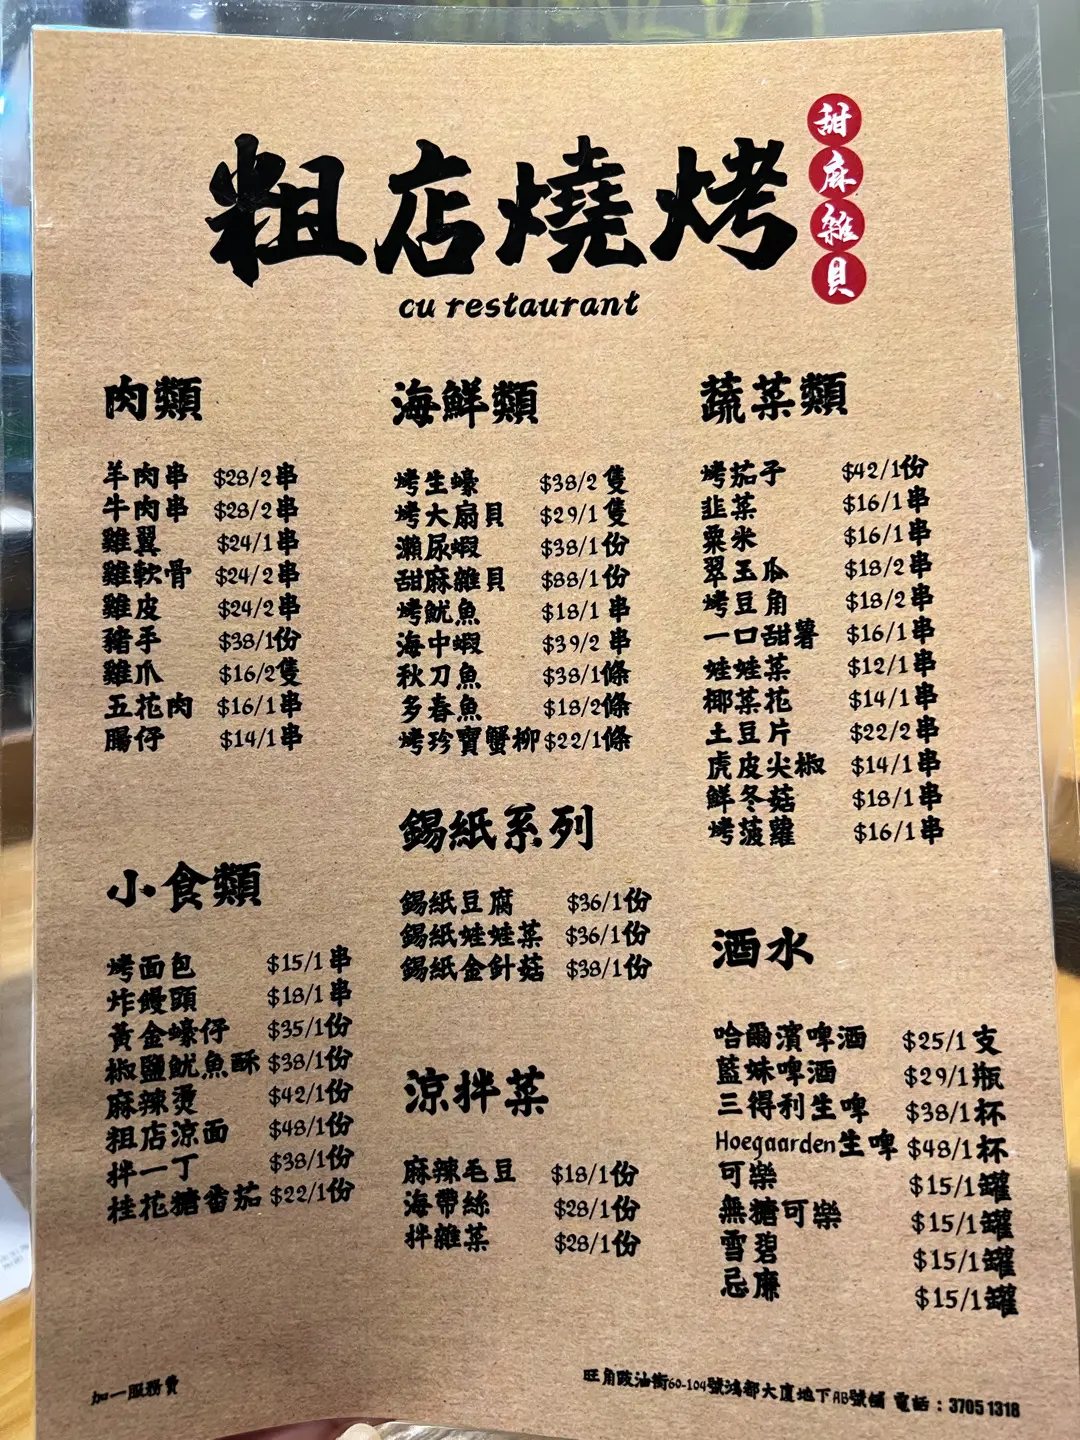 粗店燒烤
甜麻雜貝
cu restaurant
肉類
羊肉串 $28/2串
牛肉串 $28/2串
雞翼 $24/1串
雞軟骨 $24/2串
雞皮 $24/2串
豬手 $38/1份
雞爪 $16/2隻
五花肉 $16/1串
腸仔 $14/1串
小食類
烤面包 $15/1串
炸饅頭 $18/1串
黃金蠔仔 $35/1份
椒鹽魷魚酥 $38/1份
麻辣燙 $42/1份
粗店涼面 $48/1份
拌一丁 $38/1份
桂花糖番茄 $22/1份
海鮮類
烤生蠔 $38/2隻
烤大扇貝 $29/1隻
瀨尿蝦 $38/1份
甜麻雜貝 $88/1份
烤魷魚 $18/1串
海中蝦 $39/2串
秋刀魚 $38/1條
多春魚 $18/2條
烤珍寶蟹柳 $22/1條
錫紙系列
錫紙豆腐 $36/1份
錫紙娃娃菜 $36/1份
錫紙金針菇 $38/1份
涼拌菜
麻辣毛豆 $18/1份
海帶絲 $28/1份
拌雜菜 $28/1份
蔬菜類
烤茄子 $42/1份
韭菜 $16/1串
粟米 $16/1串
翠玉瓜 $18/2串
烤豆角 $18/2串
一口甜薯 $16/1串
娃娃菜 $12/1串
椰菜花 $14/1串
土豆片 $22/2串
虎皮尖椒 $14/1串
鮮冬菇 $18/1串
烤菠蘿 $16/1串
酒水
哈爾濱啤酒 $25/1支
藍妹啤酒 $29/1瓶
三得利生啤 $38/1杯
Hoegaarden生啤 $48/1杯
可樂 $15/1罐
無糖可樂 $15/1罐
雪碧 $15/1罐
忌廉 $15/1罐
加一服務費
旺角豉油街60-104號鴻都大廈地下AB號鋪 電話：3705 1318